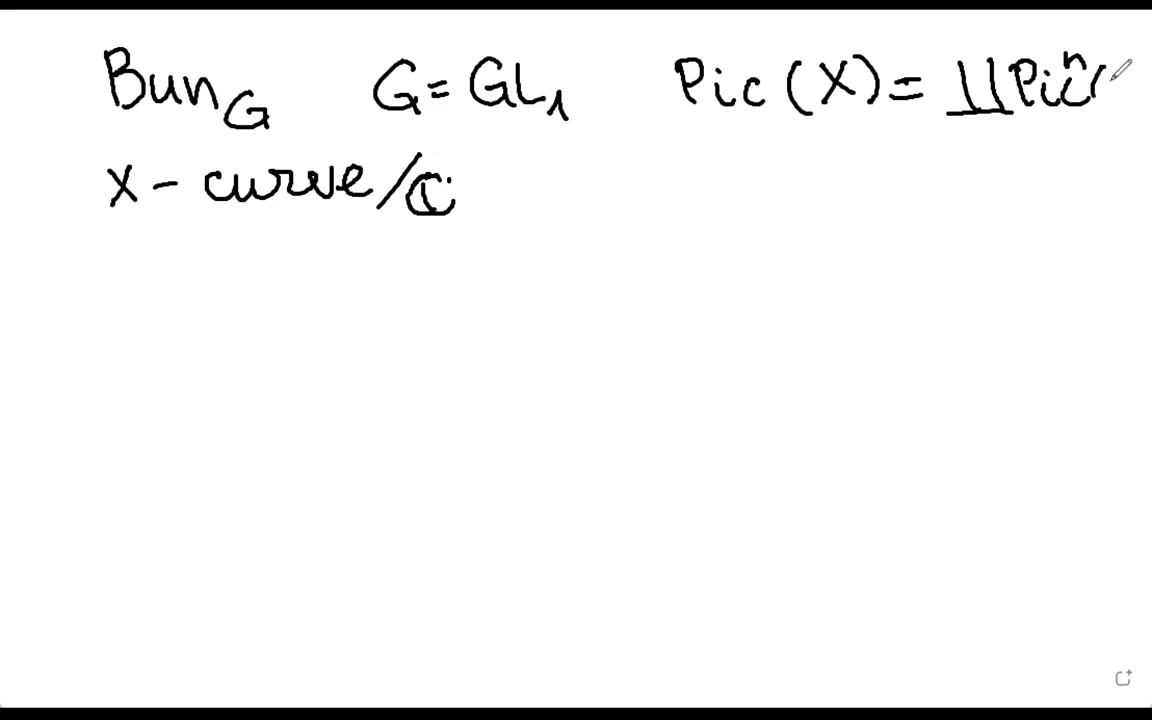 Bun_G G = GL_1 Pic(X) = ∐Pic^n(
X - curve/ℂ